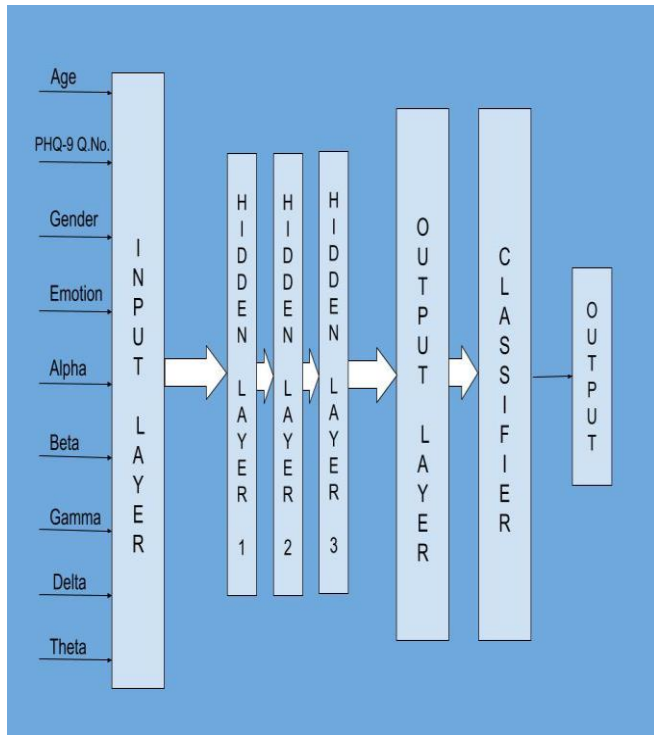 Age
PHQ-9 Q.No.
Gender
Emotion
Alpha
Beta
Gamma
Delta
Theta
INPUT LAYER
HIDDEN LAYER 1
HIDDEN LAYER 2
HIDDEN LAYER 3
OUTPUT LAYER
CLASSIFIER
OUTPUT